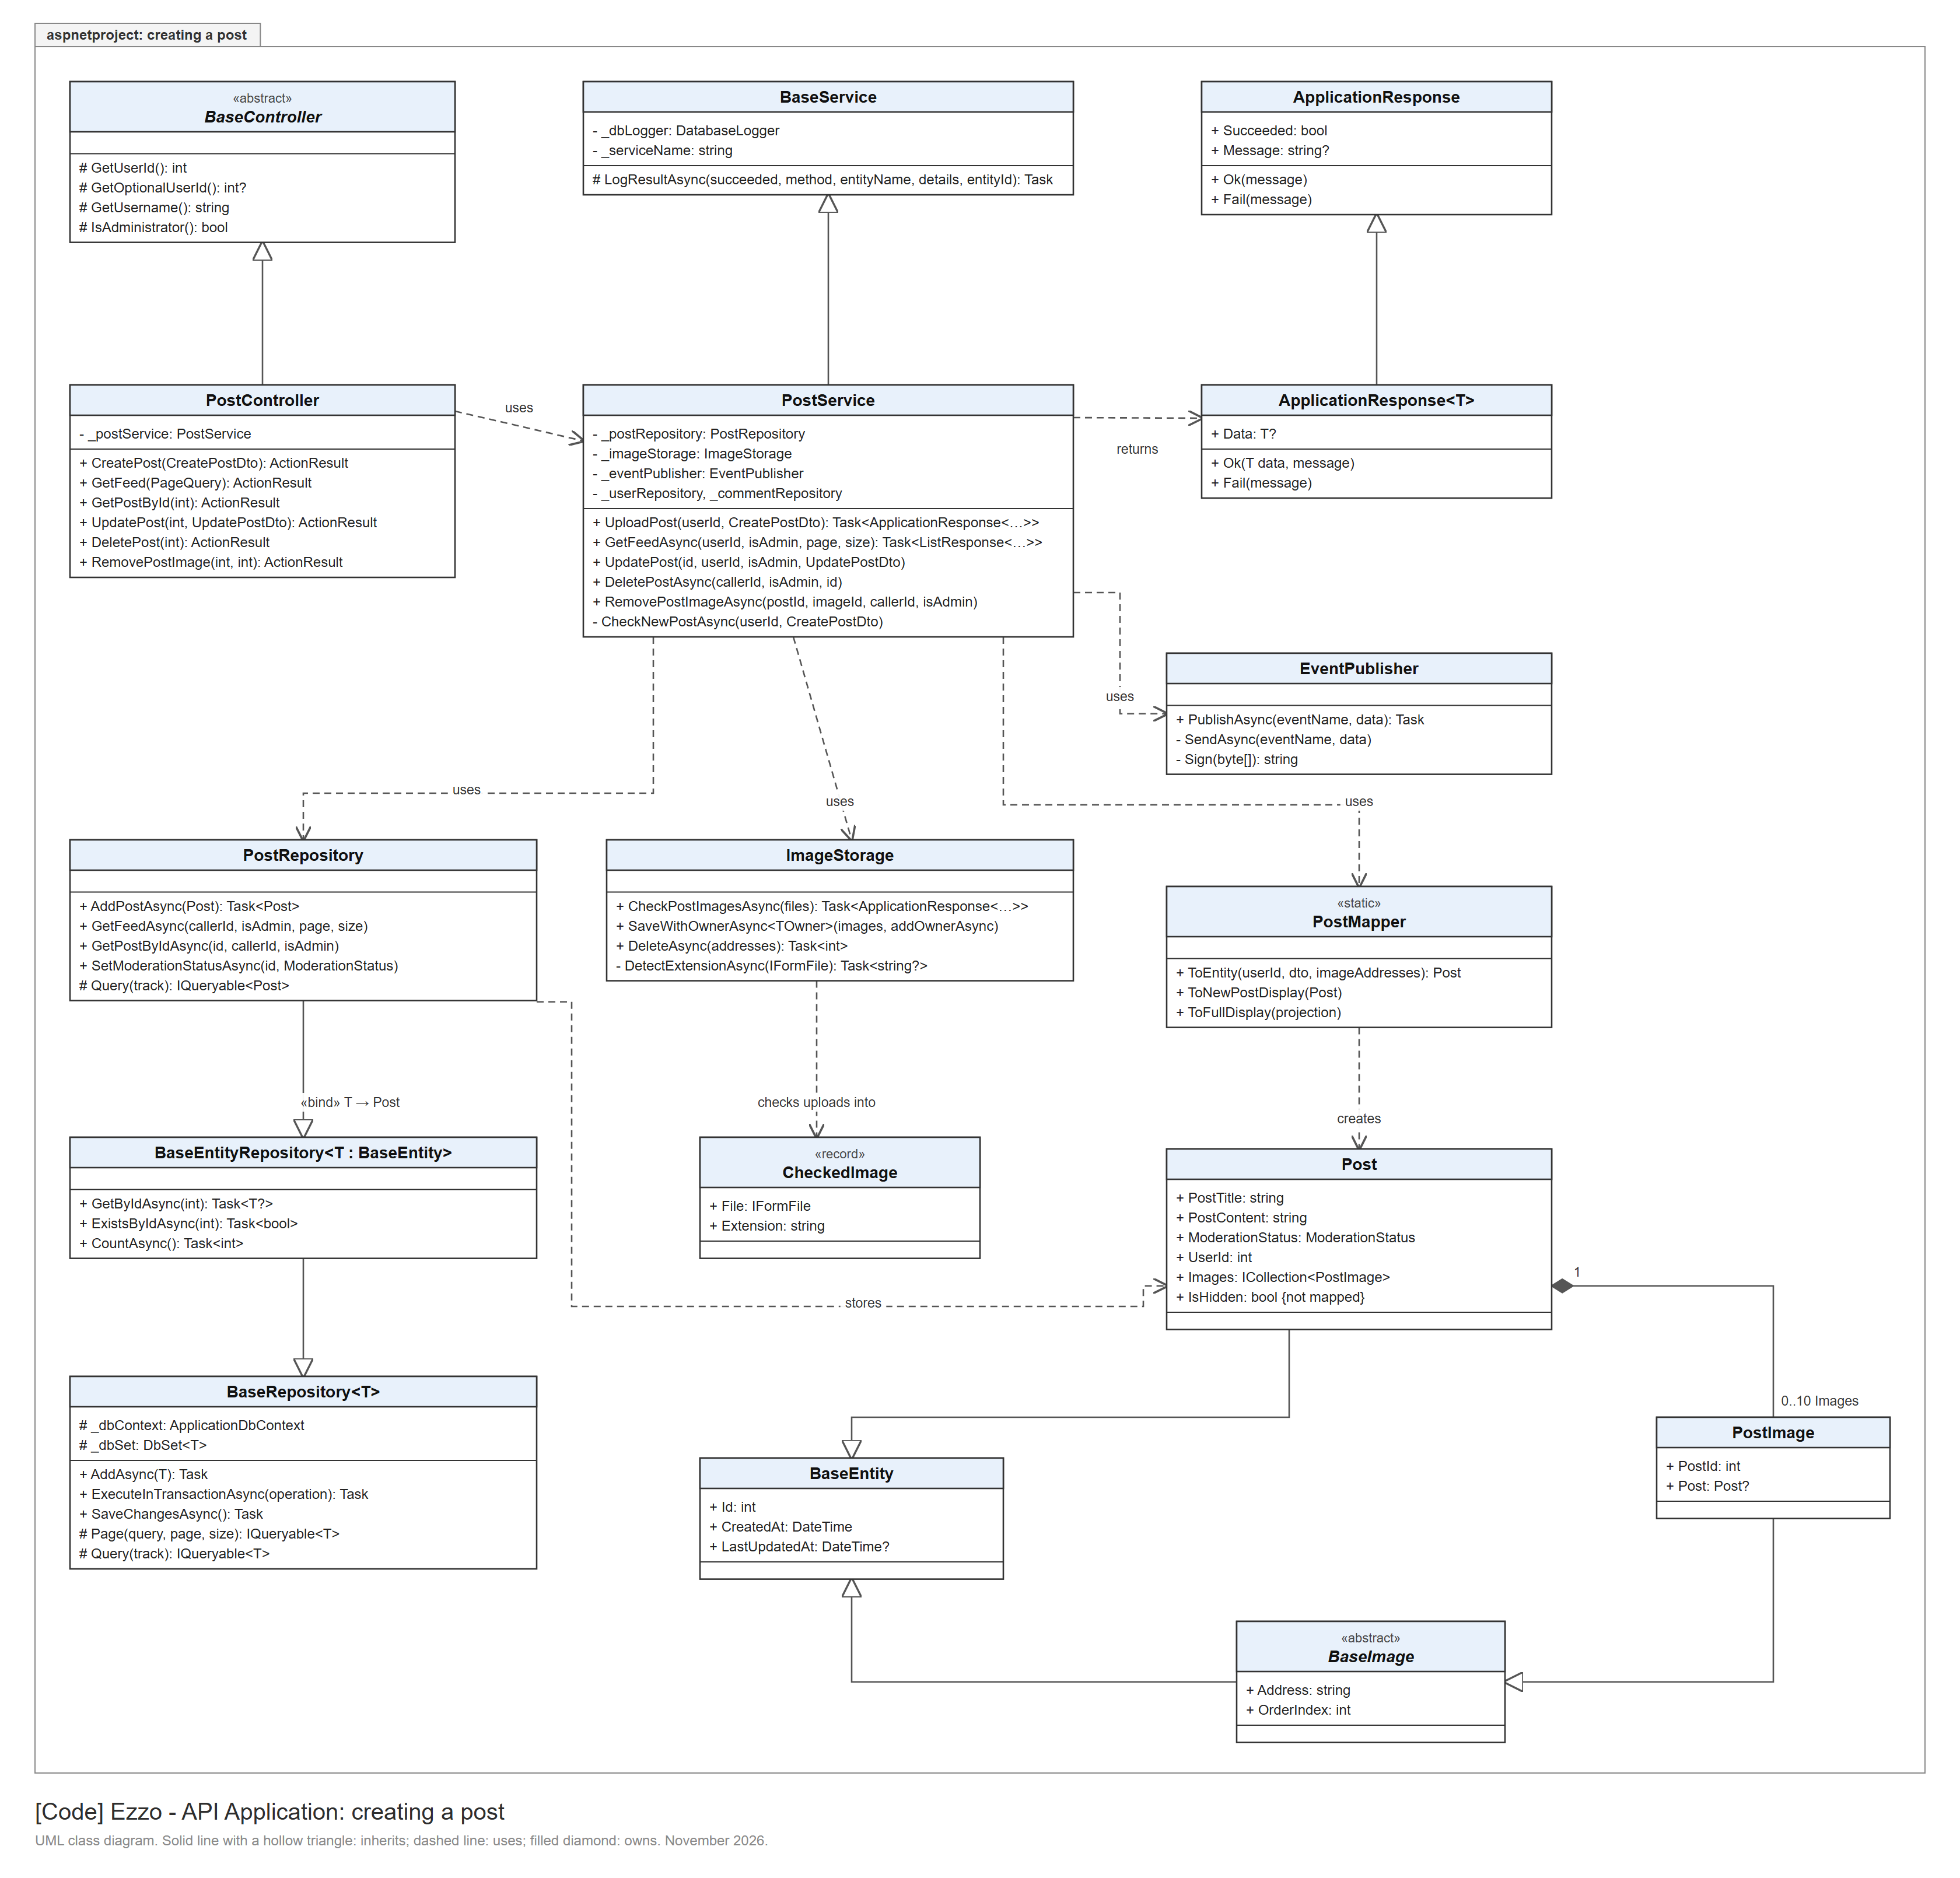 aspnetproject: creating a post
«abstract»
BaseController
# GetUserId(): int
# GetOptionalUserId(): int?
# GetUsername(): string
# IsAdministrator(): bool
BaseService
- _dbLogger: DatabaseLogger
- _serviceName: string
# LogResultAsync(succeeded, method, entityName, details, entityId): Task
ApplicationResponse
+ Succeeded: bool
+ Message: string?
+ Ok(message)
+ Fail(message)
PostController
- _postService: PostService
+ CreatePost(CreatePostDto): ActionResult
+ GetFeed(PageQuery): ActionResult
+ GetPostById(int): ActionResult
+ UpdatePost(int, UpdatePostDto): ActionResult
+ DeletePost(int): ActionResult
+ RemovePostImage(int, int): ActionResult
uses
PostService
- _postRepository: PostRepository
- _imageStorage: ImageStorage
- _eventPublisher: EventPublisher
- _userRepository, _commentRepository
+ UploadPost(userId, CreatePostDto): Task<ApplicationResponse<…>>
+ GetFeedAsync(userId, isAdmin, page, size): Task<ListResponse<…>>
+ UpdatePost(id, userId, isAdmin, UpdatePostDto)
+ DeletePostAsync(callerId, isAdmin, id)
+ RemovePostImageAsync(postId, imageId, callerId, isAdmin)
- CheckNewPostAsync(userId, CreatePostDto)
returns
ApplicationResponse<T>
+ Data: T?
+ Ok(T data, message)
+ Fail(message)
uses
EventPublisher
+ PublishAsync(eventName, data): Task
- SendAsync(eventName, data)
- Sign(byte[]): string
uses
uses
uses
PostRepository
+ AddPostAsync(Post): Task<Post>
+ GetFeedAsync(callerId, isAdmin, page, size)
+ GetPostByIdAsync(id, callerId, isAdmin)
+ SetModerationStatusAsync(id, ModerationStatus)
# Query(track): IQueryable<Post>
ImageStorage
+ CheckPostImagesAsync(files): Task<ApplicationResponse<…>>
+ SaveWithOwnerAsync<TOwner>(images, addOwnerAsync)
+ DeleteAsync(addresses): Task<int>
- DetectExtensionAsync(IFormFile): Task<string?>
«static»
PostMapper
+ ToEntity(userId, dto, imageAddresses): Post
+ ToNewPostDisplay(Post)
+ ToFullDisplay(projection)
«bind» T → Post
checks uploads into
creates
BaseEntityRepository<T : BaseEntity>
+ GetByIdAsync(int): Task<T?>
+ ExistsByIdAsync(int): Task<bool>
+ CountAsync(): Task<int>
«record»
CheckedImage
+ File: IFormFile
+ Extension: string
Post
+ PostTitle: string
+ PostContent: string
+ ModerationStatus: ModerationStatus
+ UserId: int
+ Images: ICollection<PostImage>
+ IsHidden: bool {not mapped}
1
stores
0..10 Images
BaseRepository<T>
# _dbContext: ApplicationDbContext
# _dbSet: DbSet<T>
+ AddAsync(T): Task
+ ExecuteInTransactionAsync(operation): Task
+ SaveChangesAsync(): Task
# Page(query, page, size): IQueryable<T>
# Query(track): IQueryable<T>
BaseEntity
+ Id: int
+ CreatedAt: DateTime
+ LastUpdatedAt: DateTime?
PostImage
+ PostId: int
+ Post: Post?
«abstract»
BaseImage
+ Address: string
+ OrderIndex: int
[Code] Ezzo - API Application: creating a post
UML class diagram. Solid line with a hollow triangle: inherits; dashed line: uses; filled diamond: owns. November 2026.